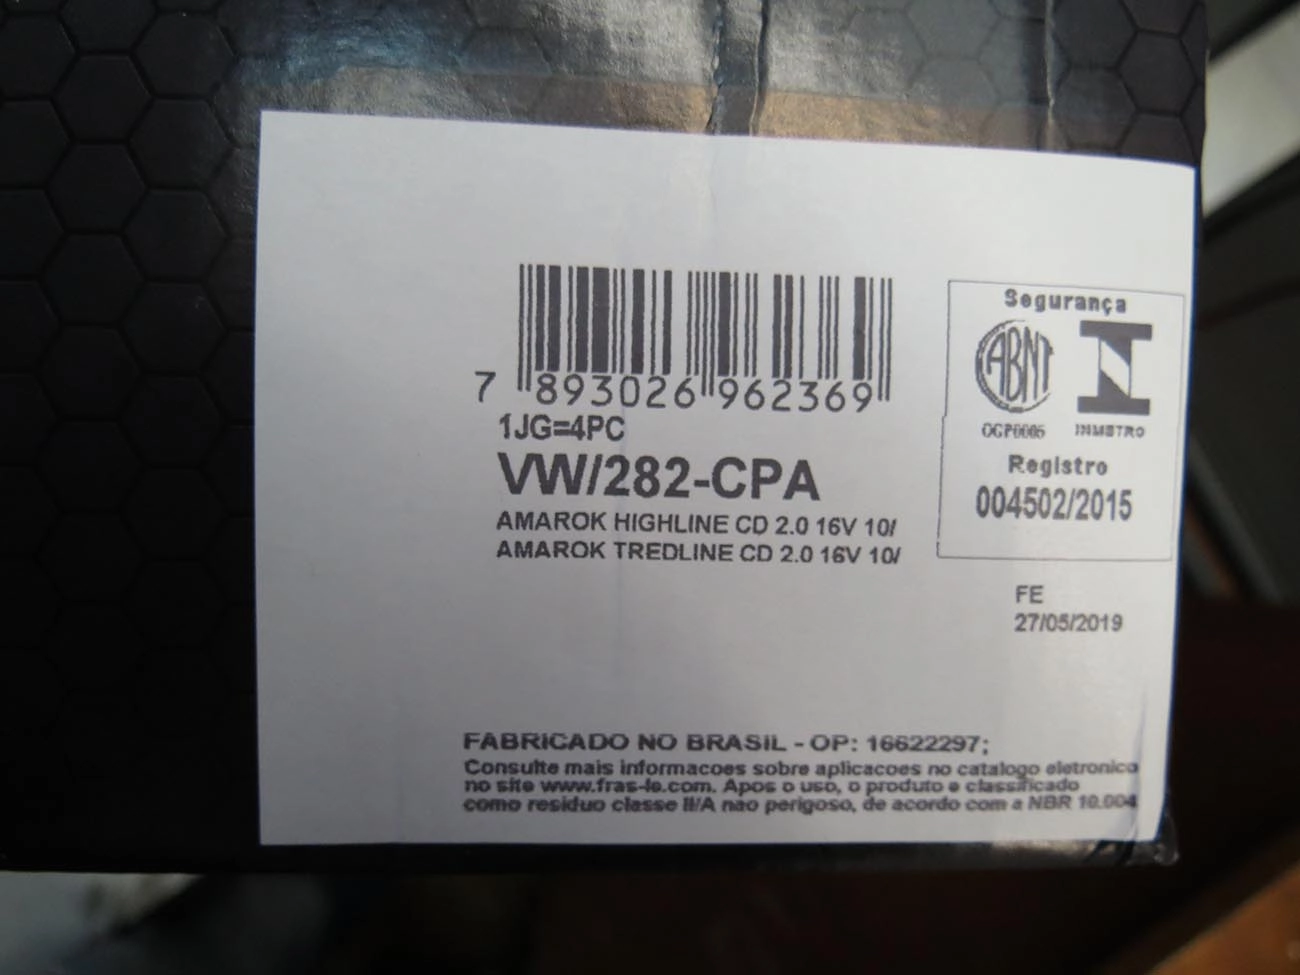 7 893026 962369
1JG=4PC
VW/282-CPA
AMAROK HIGHLINE CD 2.0 16V 10/
AMAROK TREDLINE CD 2.0 16V 10/
Segurança
ABNT
OCP0005 INMETRO
Registro
004502/2015
FE
27/05/2019
FABRICADO NO BRASIL - OP: 16622297;
Consulte mais informacoes sobre aplicacoes no catalogo eletronico
no site www.fras-le.com. Apos o uso, o produto e classificado
como residuo classe II/A nao perigoso, de acordo com a NBR 10.004